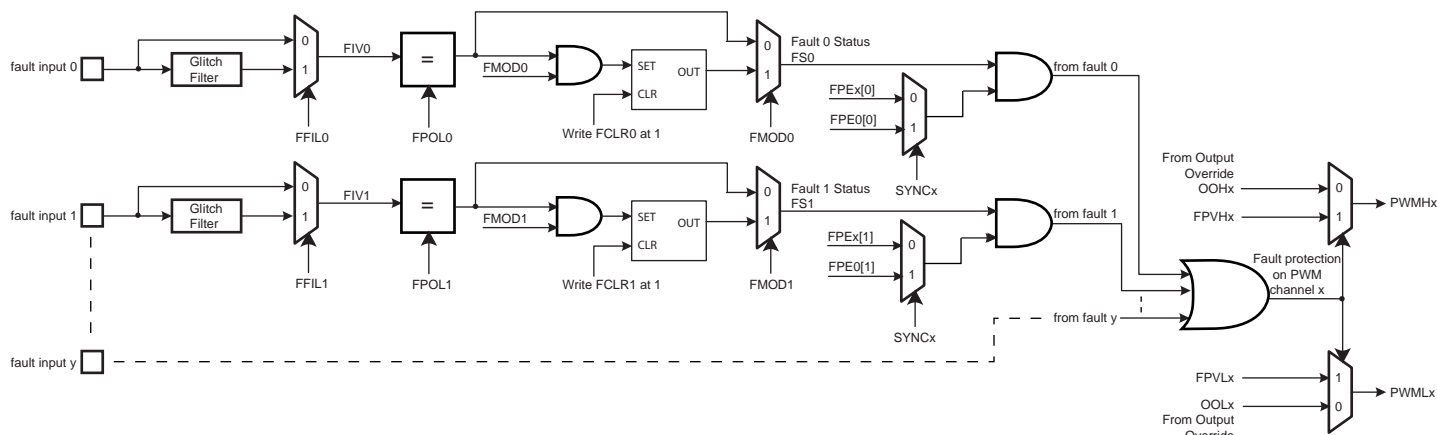 fault input 0
Glitch
Filter
0
1
FFIL0
FIV0
=
FPOL0
FMOD0
SET
OUT
CLR
Write FCLR0 at 1
0
1
FMOD0
Fault 0 Status
FS0
FPEx[0]
FPE0[0]
0
1
SYNCx
from fault 0
fault input 1
Glitch
Filter
0
1
FFIL1
FIV1
=
FPOL1
FMOD1
SET
OUT
CLR
Write FCLR1 at 1
0
1
FMOD1
Fault 1 Status
FS1
FPEx[1]
FPE0[1]
0
1
SYNCx
from fault 1
fault input y
from fault y
Fault protection
on PWM
channel x
From Output
Override
OOHx
FPVHx
0
1
PWMHx
FPVLx
OOLx
From Output
Override
1
0
PWMLx